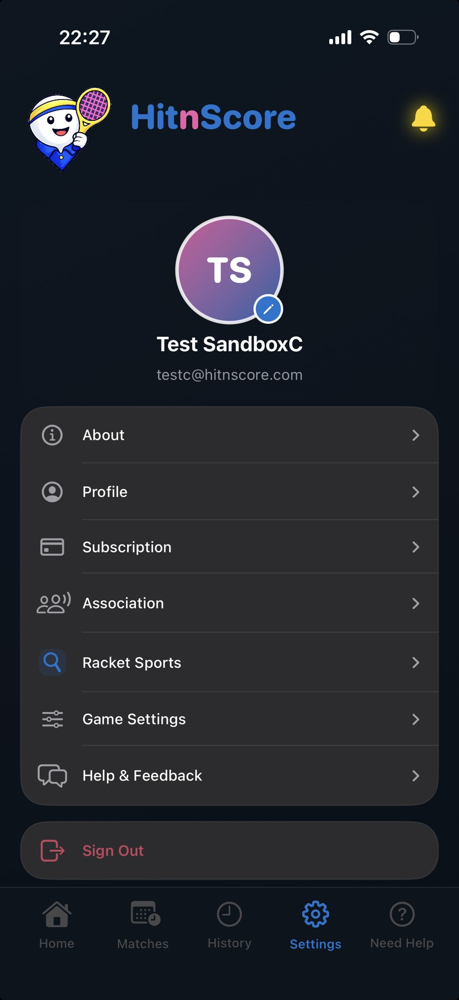 22:27
HitnScore
TS
Test SandboxC
testc@hitnscore.com
About
Profile
Subscription
Association
Racket Sports
Game Settings
Help & Feedback
Sign Out
Home
Matches
History
Settings
Need Help